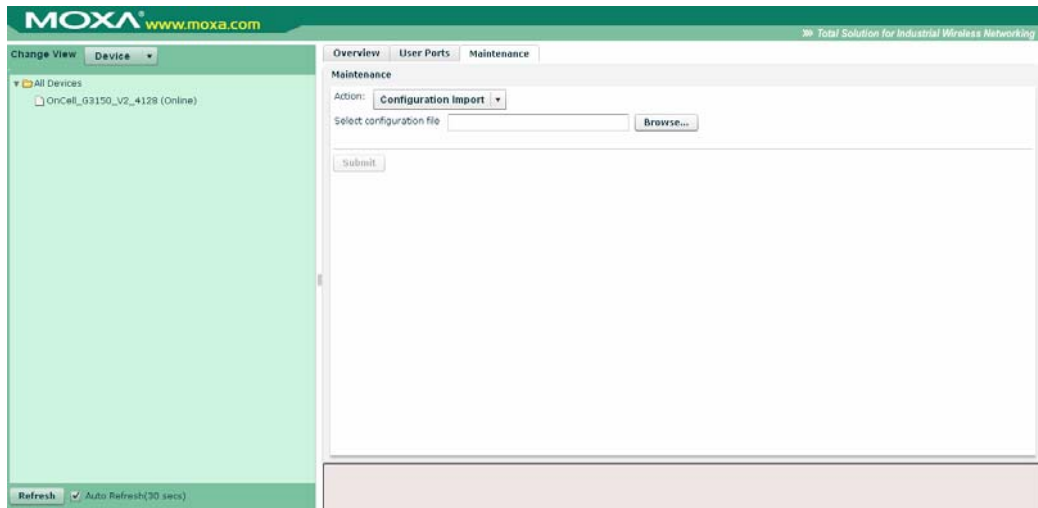 MOXA® www.moxa.com
Total Solution for Industrial Wireless Networking
Change View Device
All Devices
OnCell_G3150_V2_4128 (Online)
Refresh Auto Refresh(30 secs)
Overview User Ports Maintenance
Maintenance
Action: Configuration Import
Select configuration file Browse...
Submit